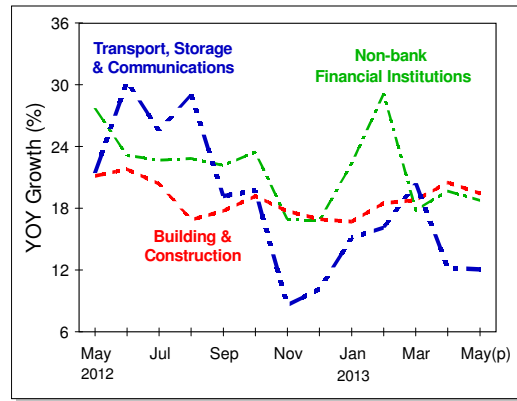 Transport, Storage
& Communications
Non-bank
Financial Institutions
Building &
Construction
YOY Growth (%)
36
30
24
18
12
6
May Jul Sep Nov Jan Mar May(p)
2012 2013